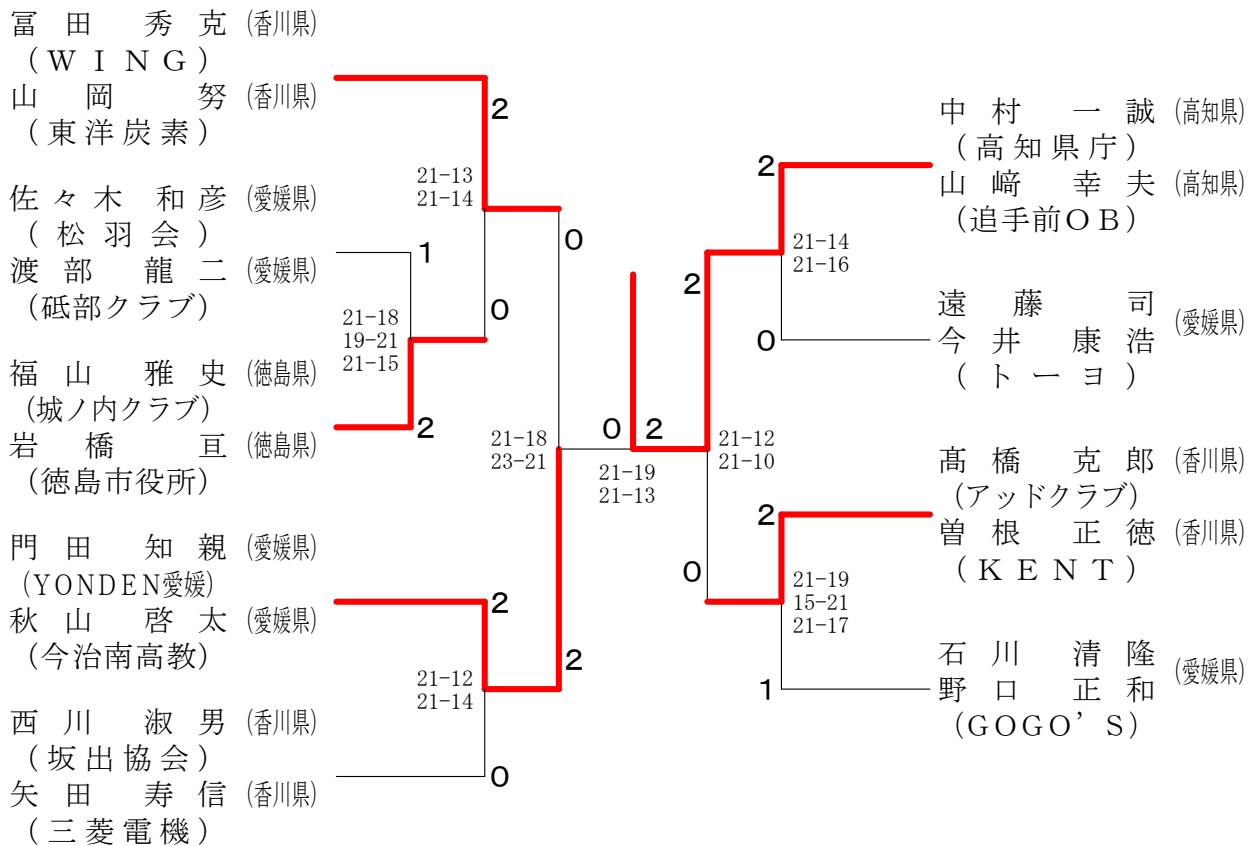 冨田 秀克 (香川県)
(WING)
山岡 努 (香川県)
(東洋炭素)
佐々木 和彦 (愛媛県)
(松羽会)
渡部 龍二 (愛媛県)
(砥部クラブ)
福山 雅史 (徳島県)
(城ノ内クラブ)
岩橋 亘 (徳島県)
(徳島市役所)
門田 知親 (愛媛県)
(YONDEN愛媛)
秋山 啓太 (愛媛県)
(今治南高教)
西川 淑男 (香川県)
(坂出協会)
矢田 寿信 (香川県)
(三菱電機)
2
21-13
21-14
0
1
0
21-18
19-21
21-15
2
21-18
23-21
2
2
21-12
21-14
0
0
2
21-19
21-13
2
21-14
21-16
2
0
21-12
21-10
2
0
21-19
15-21
21-17
1
中村 一誠 (高知県)
(高知県庁)
山﨑 幸夫 (高知県)
(追手前OB)
遠藤 司
今井 康浩
(愛媛県)
(トーヨ)
髙橋 克郎 (香川県)
(アッドクラブ)
曽根 正徳 (香川県)
(KENT)
石川 清隆
野口 正和
(愛媛県)
(GOGO'S)